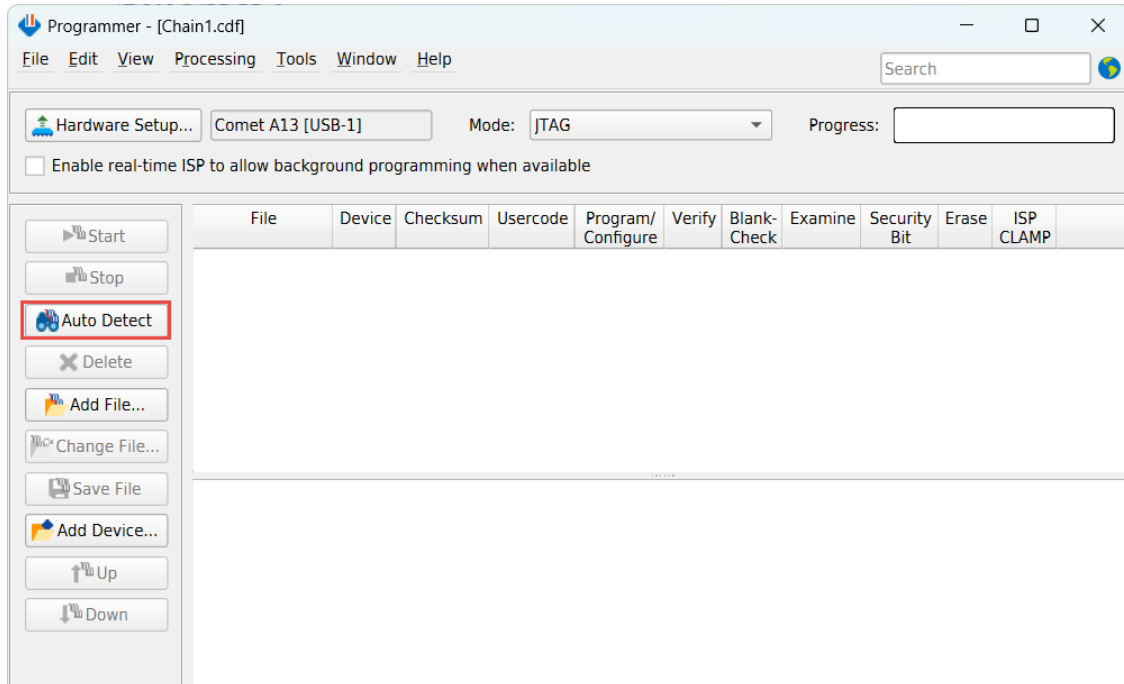 Programmer - [Chain1.cdf]
File Edit View Processing Tools Window Help
Search
Hardware Setup... Comet A13 [USB-1] Mode: JTAG Progress:
Enable real-time ISP to allow background programming when available
File Device Checksum Usercode Program/ Verify Blank- Examine Security Erase ISP
Configure Check Bit CLAMP
Start
Stop
Auto Detect
Delete
Add File...
Change File...
Save File
Add Device...
Up
Down